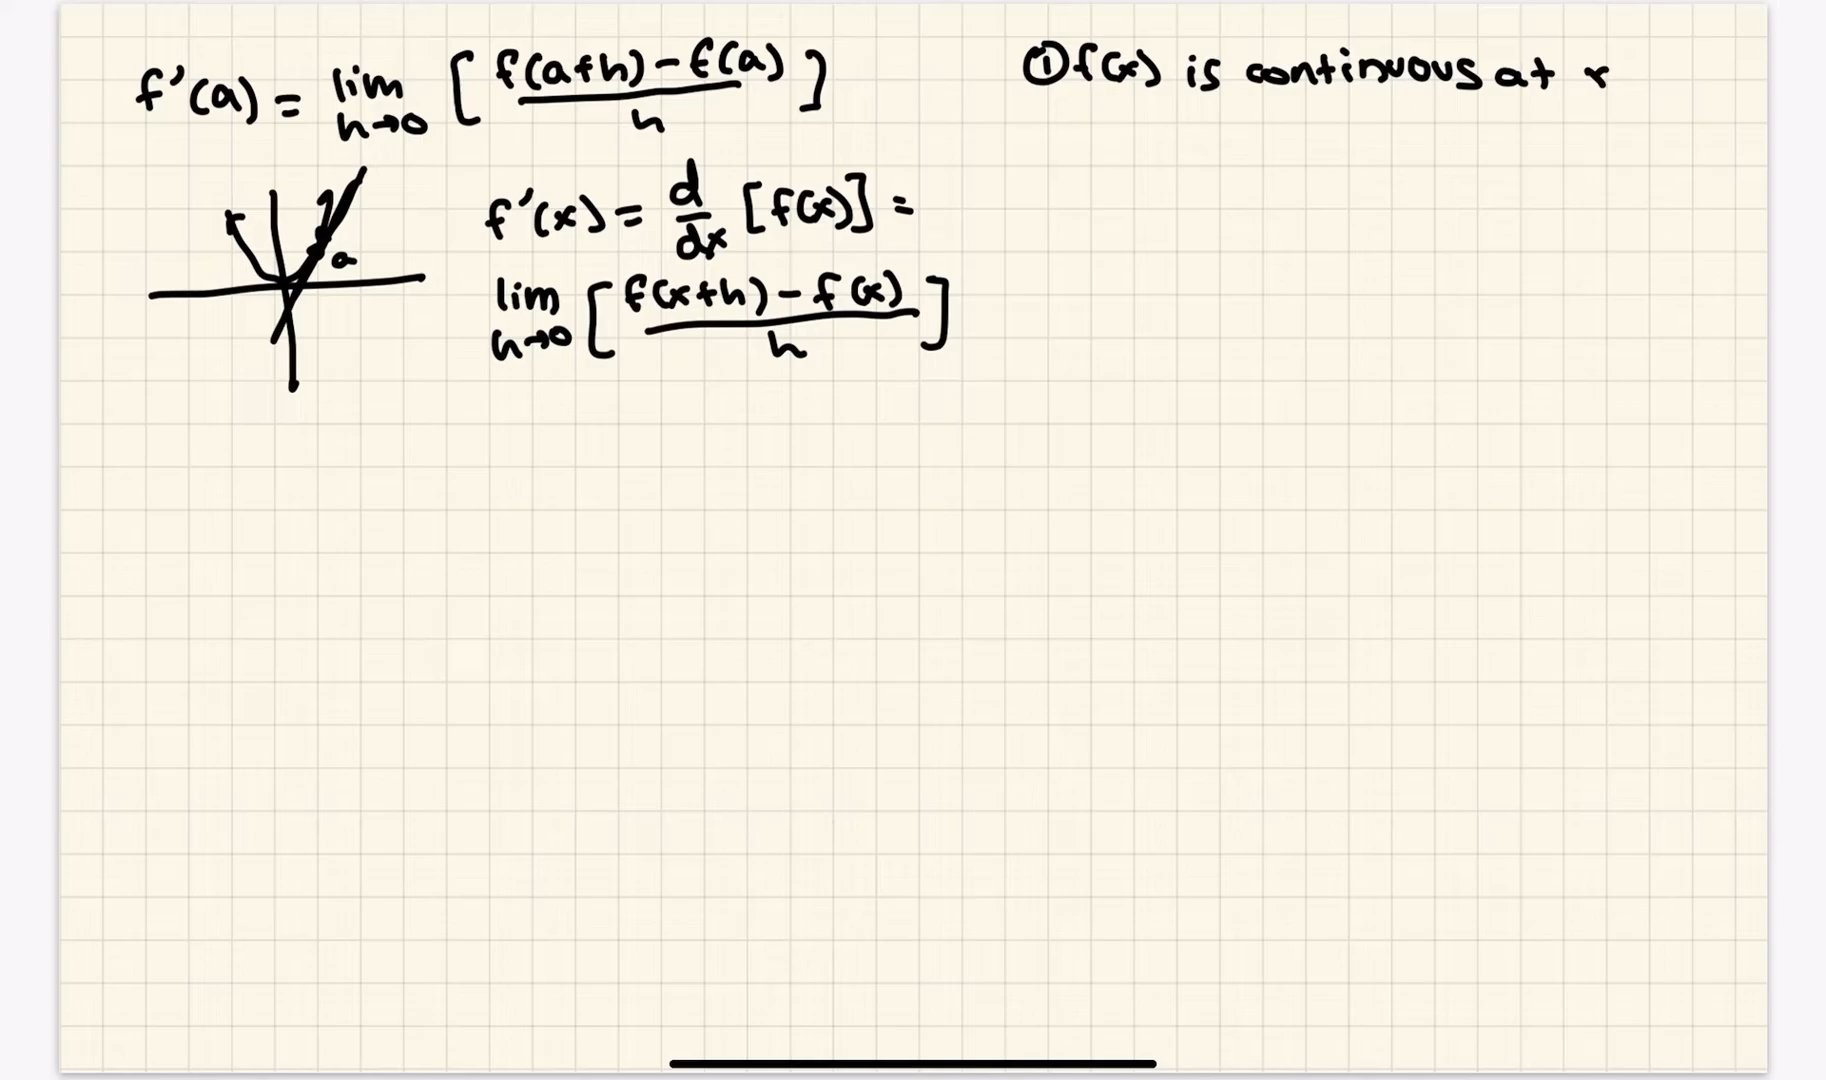 f'(a) = lim h→0 [ f(a+h) - f(a) / h ]
a
f'(x) = d/dx [f(x)] =
lim h→0 [ f(x+h) - f(x) / h ]
① f(x) is continuous at